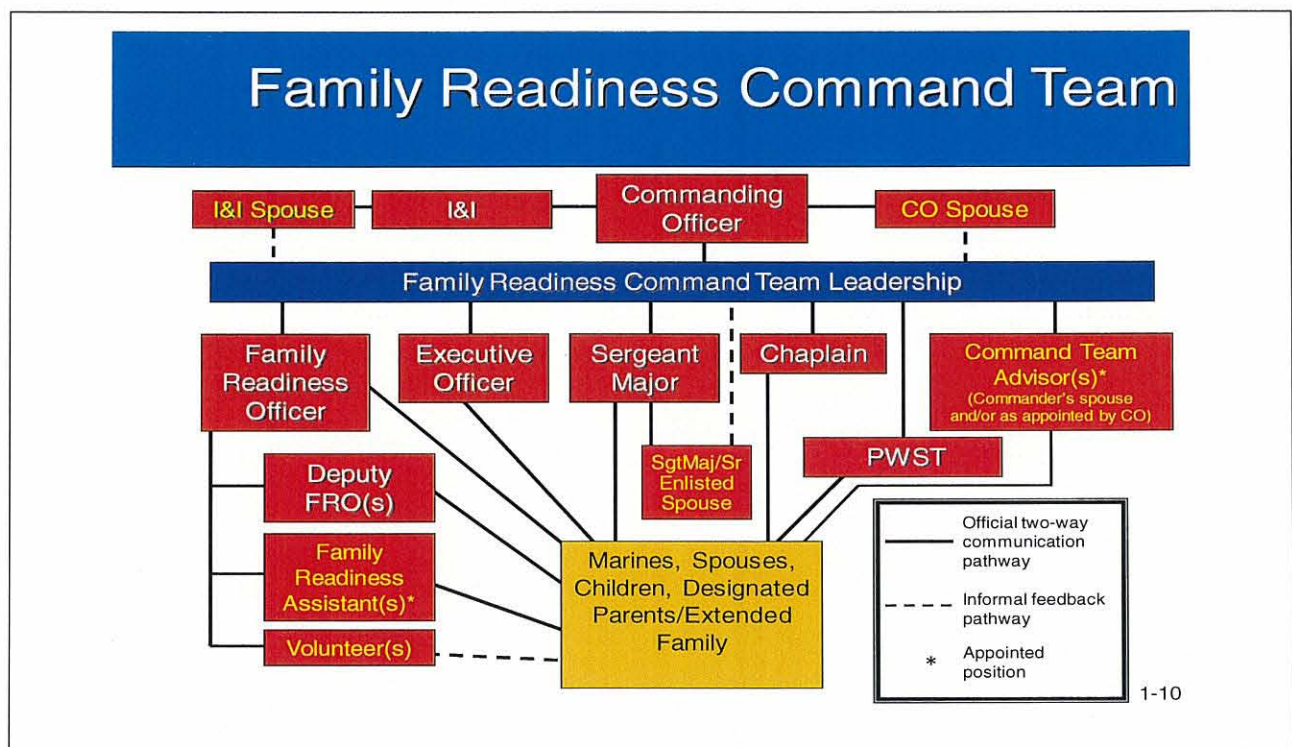 Family Readiness Command Team
I&I Spouse
I&I
Commanding
Officer
CO Spouse
Family Readiness Command Team Leadership
Family
Readiness
Officer
Executive
Officer
Sergeant
Major
Chaplain
Command Team
Advisor(s)*
(Commander's spouse
and/or as appointed by CO)
Deputy
FRO(s)
SgtMaj/Sr
Enlisted
Spouse
PWST
Family
Readiness
Assistant(s)*
Volunteer(s)
Marines, Spouses,
Children, Designated
Parents/Extended
Family
Official two-way
communication
pathway
Informal feedback
pathway
* Appointed
position
1-10